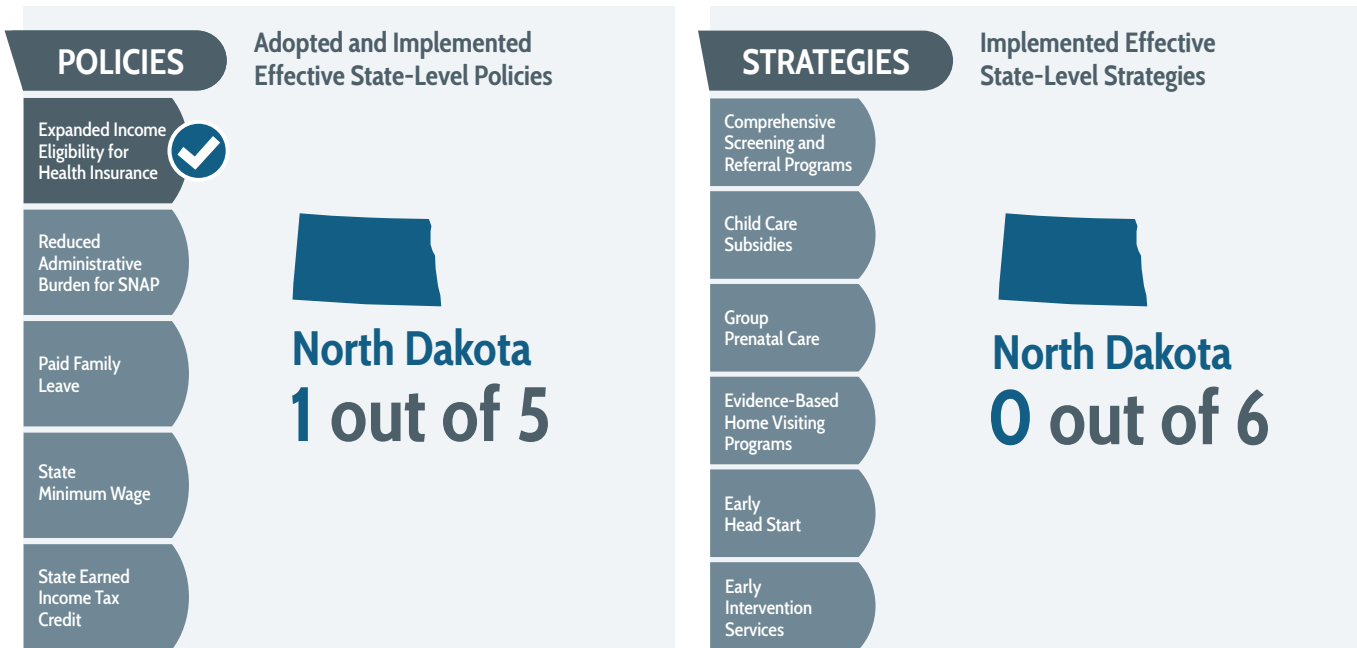 POLICIES
Adopted and Implemented
Effective State-Level Policies
Expanded Income
Eligibility for
Health Insurance
Reduced
Administrative
Burden for SNAP
Paid Family
Leave
State
Minimum Wage
State Earned
Income Tax
Credit
North Dakota
1 out of 5
STRATEGIES
Implemented Effective
State-Level Strategies
Comprehensive
Screening and
Referral Programs
Child Care
Subsidies
Group
Prenatal Care
Evidence-Based
Home Visiting
Programs
Early
Head Start
Early
Intervention
Services
North Dakota
0 out of 6